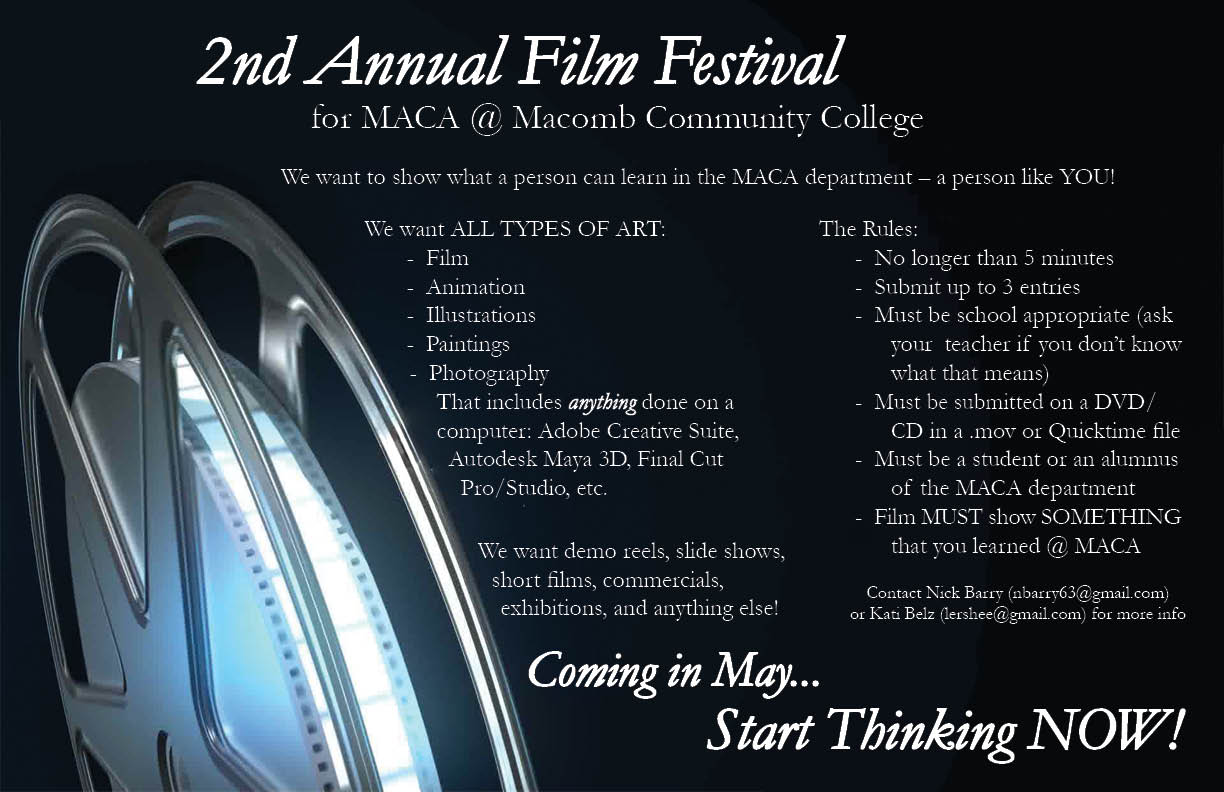 2nd Annual Film Festival
for MACA @ Macomb Community College
We want to show what a person can learn in the MACA department – a person like YOU!
We want ALL TYPES OF ART:
- Film
- Animation
- Illustrations
- Paintings
- Photography
That includes anything done on a
computer: Adobe Creative Suite,
Autodesk Maya 3D, Final Cut
Pro/Studio, etc.
We want demo reels, slide shows,
short films, commercials,
exhibitions, and anything else!
The Rules:
- No longer than 5 minutes
- Submit up to 3 entries
- Must be school appropriate (ask
your teacher if you don’t know
what that means)
- Must be submitted on a DVD/
CD in a .mov or Quicktime file
- Must be a student or an alumnus
of the MACA department
- Film MUST show SOMETHING
that you learned @ MACA
Contact Nick Barry (nbarry63@gmail.com)
or Kati Belz (lershee@gmail.com) for more info
Coming in May...
Start Thinking NOW!